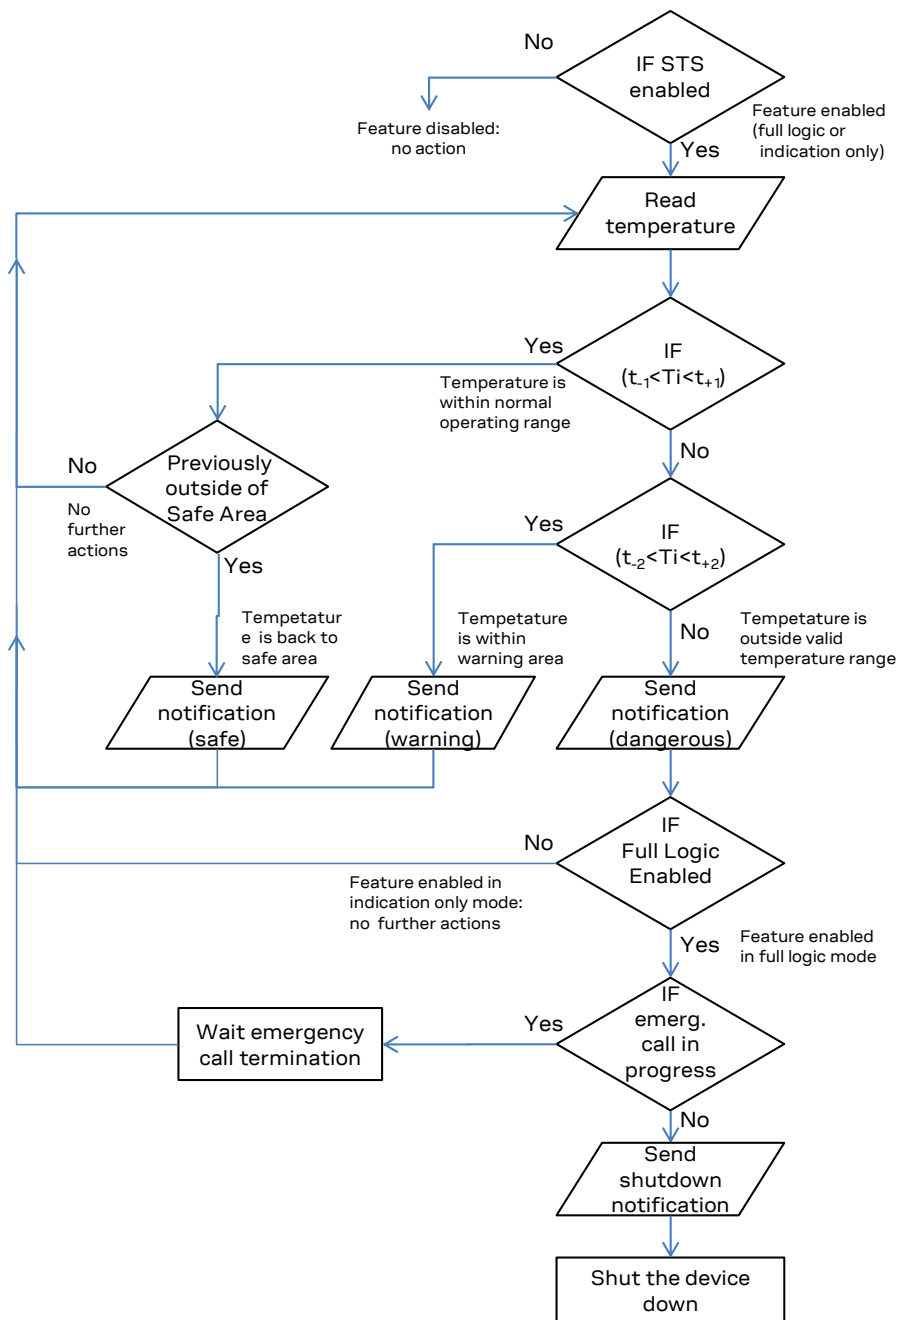 No
IF STS
enabled
Feature disabled:
no action
Feature enabled
(full logic or
indication only)
Yes
Read
temperature
Yes
IF
(t-1<Ti<t+1)
Temperature is
within normal
operating range
No
No
Previously
outside of
Safe Area
No
further
actions
Yes
Yes
IF
(t-2<Ti<t+2)
Tempetatur
e is back to
safe area
Tempetature
is within
warning area
No
Tempetature is
outside valid
temperature range
Send
notification
(safe)
Send
notification
(warning)
Send
notification
(dangerous)
No
IF
Full Logic
Enabled
Feature enabled in
indication only mode:
no further actions
Yes
Feature enabled
in full logic mode
Wait emergency
call termination
Yes
IF
emerg.
call in
progress
No
Send
shutdown
notification
Shut the device
down